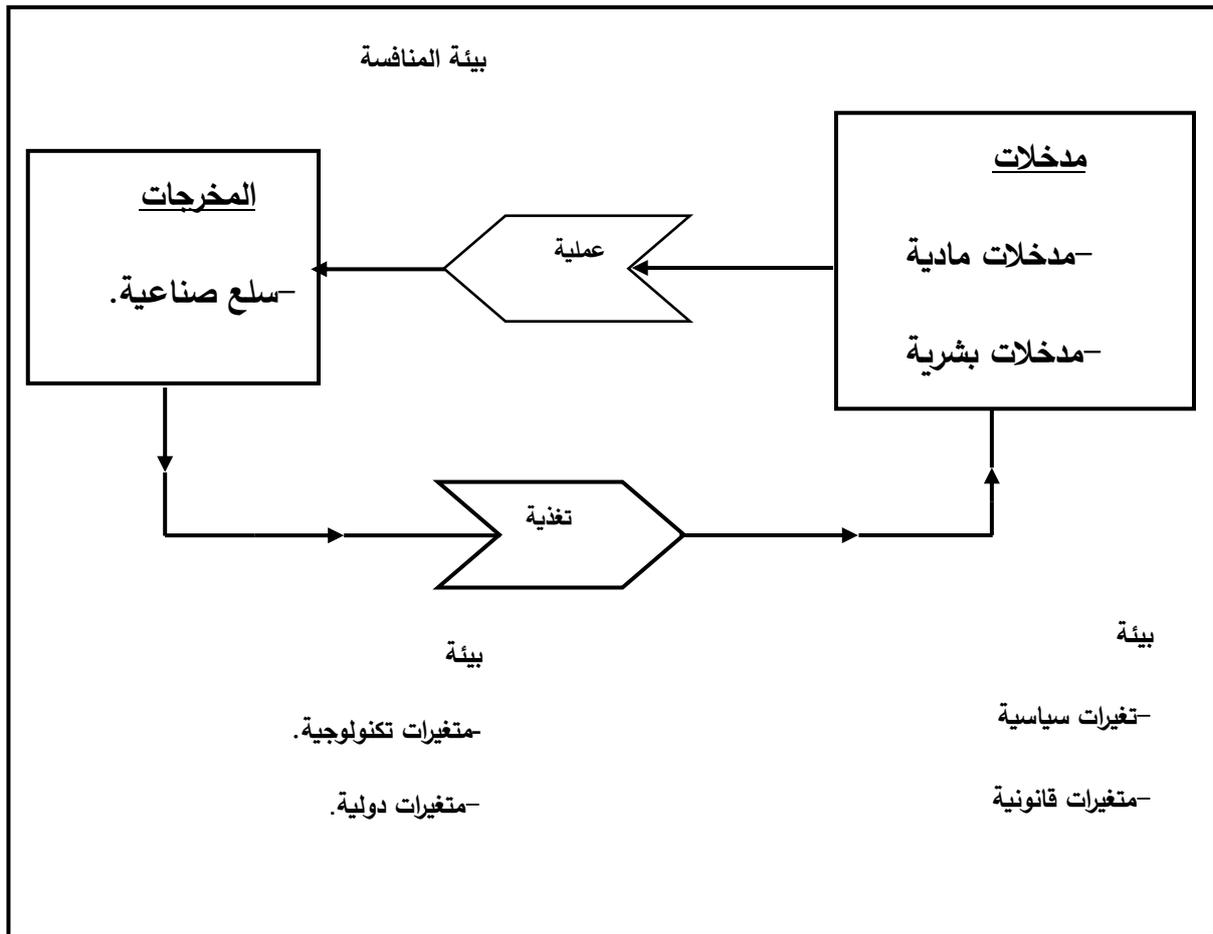 بيئة المنافسة
مدخلات
-مدخلات مادية
-مدخلات بشرية
عملية
المخرجات
-سلع صناعية.
تغذية
بيئة
-تغيرات سياسية
-متغيرات قانونية
بيئة
-متغيرات تكنولوجية.
-متغيرات دولية.